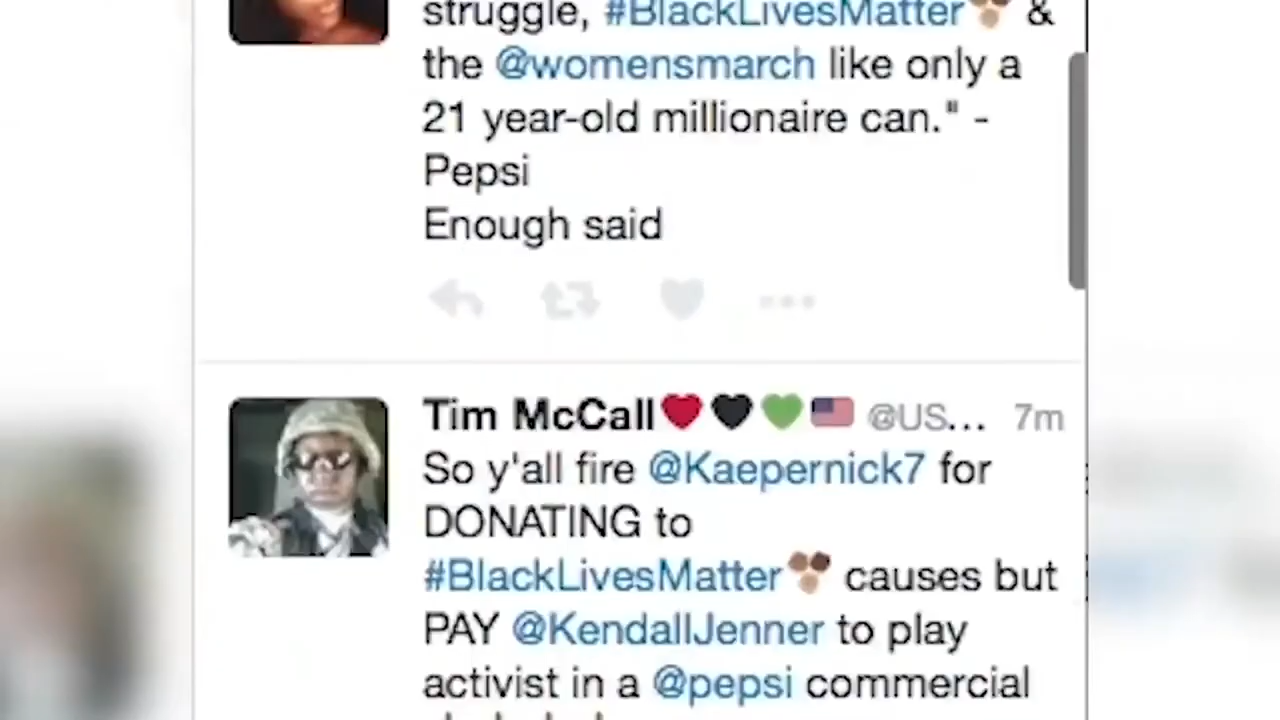 struggle, #BlackLivesMatter &
the @womensmarch like only a
21 year-old millionaire can." -
Pepsi
Enough said
Tim McCall❤️🖤💚🇺🇸 @US... 7m
So y'all fire @Kaepernick7 for
DONATING to
#BlackLivesMatter causes but
PAY @KendallJenner to play
activist in a @pepsi commercial